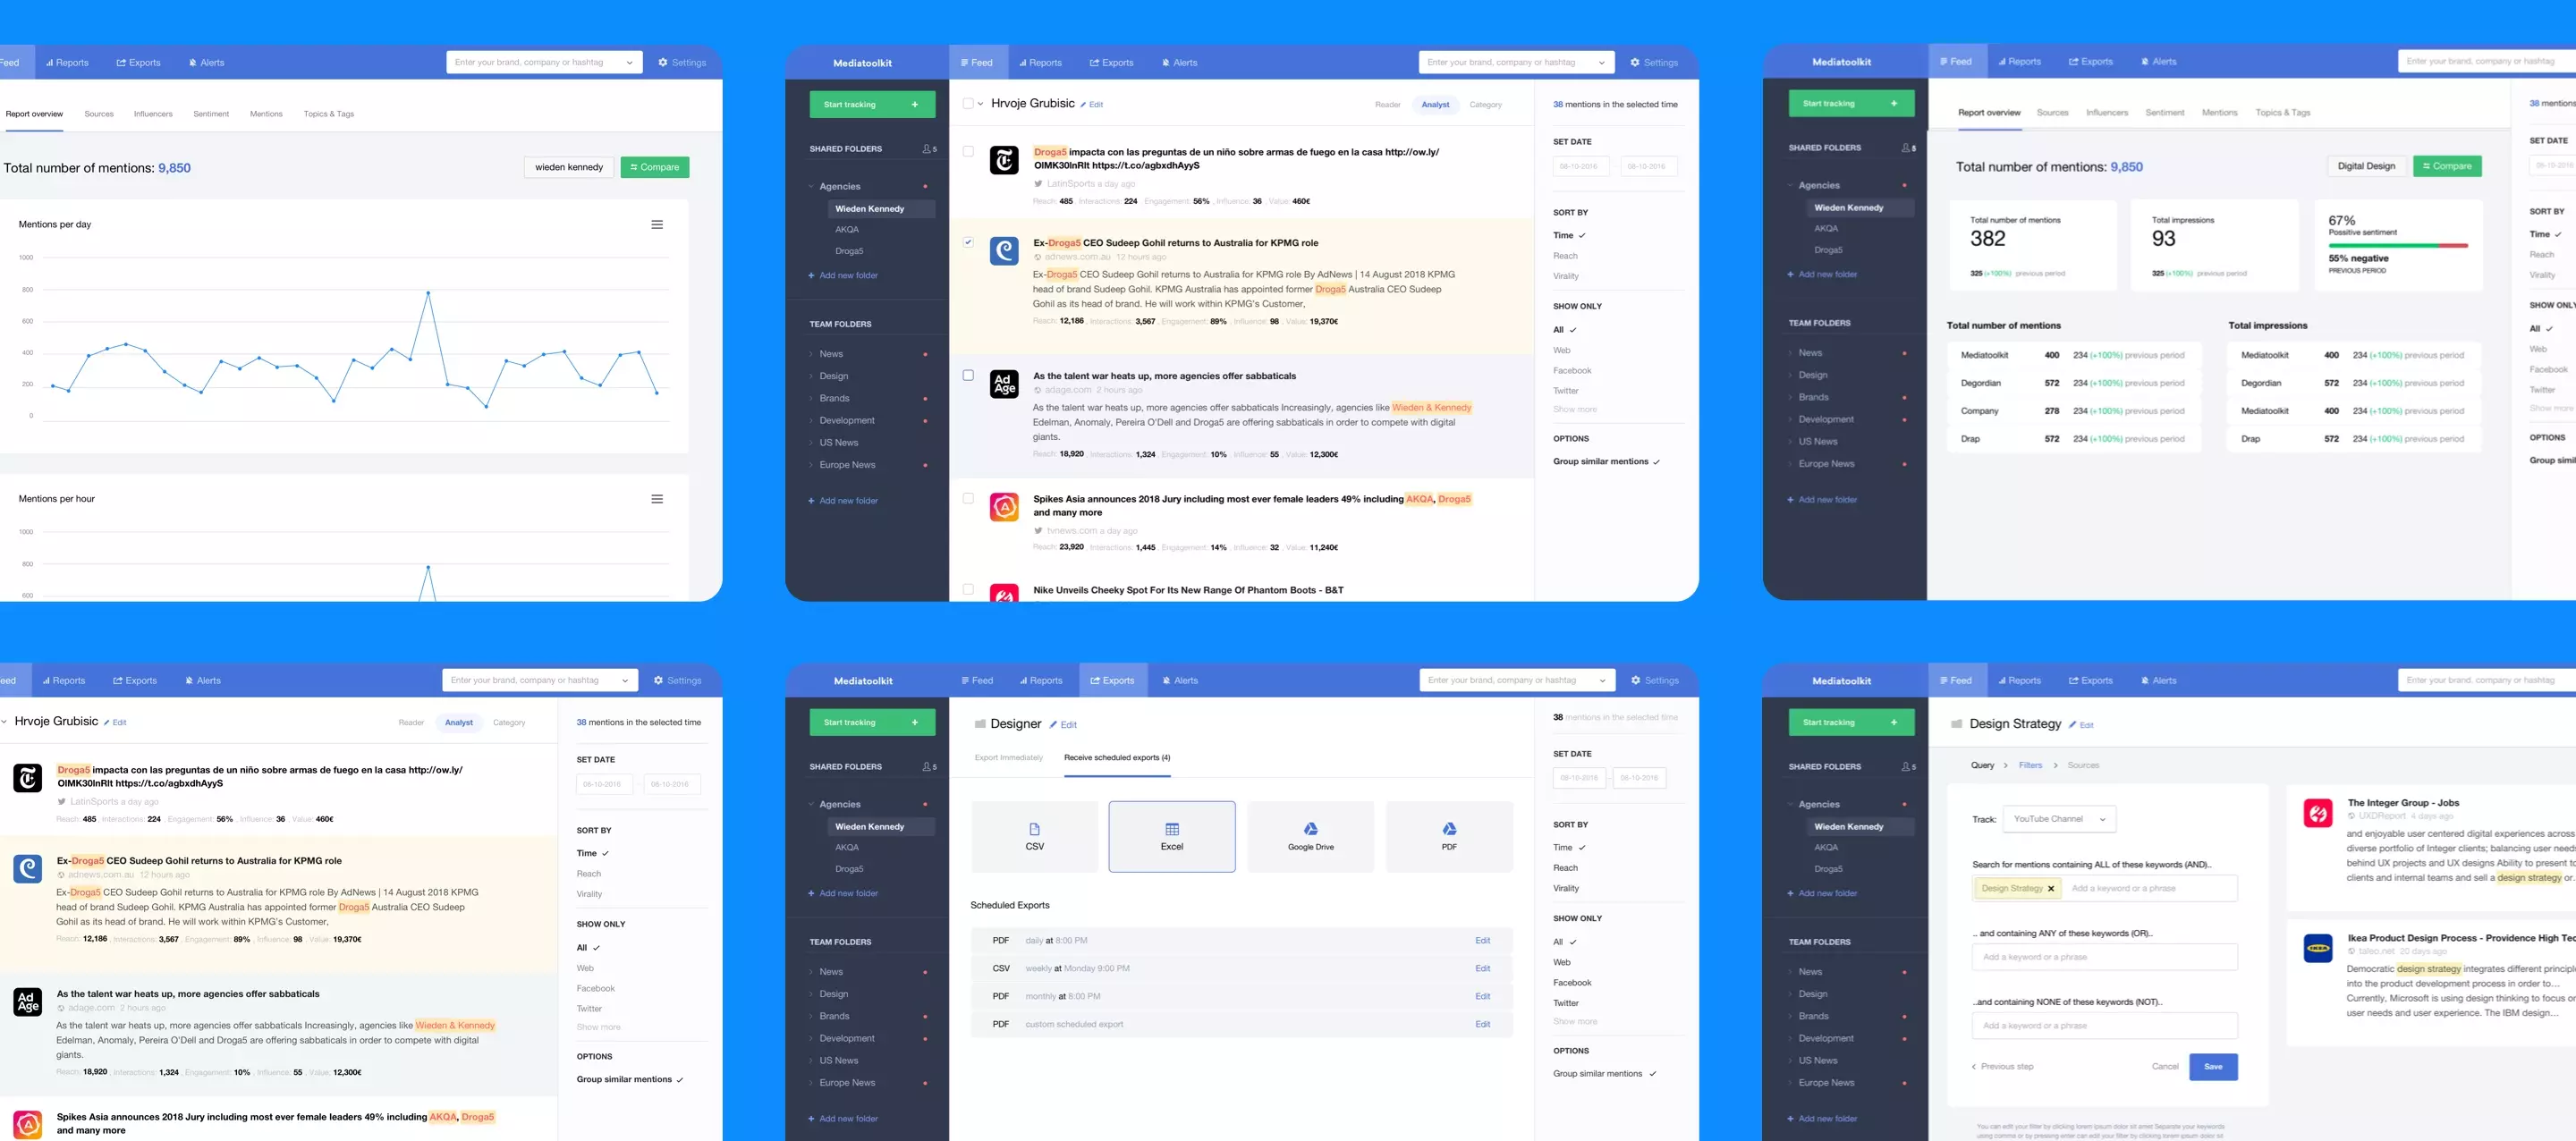 Feed
Reports
Exports
Alerts
Enter your brand, company or hashtag
Settings
Report overview
Sources
Influencers
Sentiment
Mentions
Topics & Tags
Total number of mentions: 9,850
wieden kennedy
Compare
Mentions per day
1000
800
600
400
200
0
Mentions per hour
1000
800
600
Mediatoolkit
Feed
Reports
Exports
Alerts
Enter your brand, company or hashtag
Settings
Start tracking +
SHARED FOLDERS 5
Agencies
Wieden Kennedy
AKQA
Droga5
+ Add new folder
TEAM FOLDERS
News
Design
Brands
Development
US News
Europe News
+ Add new folder
Hrvoje Grubisic Edit
Reader
Analyst
Category
Droga5 impacta con las preguntas de un niño sobre armas de fuego en la casa http://ow.ly/
OlMK30lnRlt https://t.co/agbxdhAyyS
LatinSports a day ago
Reach: 485 , Interactions: 224 , Engagement: 56% , Influence: 36 , Value: 460€
Ex-Droga5 CEO Sudeep Gohil returns to Australia for KPMG role
adnews.com.au 12 hours ago
Ex-Droga5 CEO Sudeep Gohil returns to Australia for KPMG role By AdNews | 14 August 2018 KPMG
head of brand Sudeep Gohil. KPMG Australia has appointed former Droga5 Australia CEO Sudeep
Gohil as its head of brand. He will work within KPMG's Customer,
Reach: 12,186 , Interactions: 3,567 , Engagement: 89% , Influence: 98 , Value: 19,370€
Ad
Age
As the talent war heats up, more agencies offer sabbaticals
adage.com 2 hours ago
As the talent war heats up, more agencies offer sabbaticals Increasingly, agencies like Wieden & Kennedy
Edelman, Anomaly, Pereira O'Dell and Droga5 are offering sabbaticals in order to compete with digital
giants.
Reach: 18,920 , Interactions: 1,324 , Engagement: 10% , Influence: 55 , Value: 12,300€
Spikes Asia announces 2018 Jury including most ever female leaders 49% including AKQA, Droga5
and many more
tvnews.com a day ago
Reach: 23,920 , Interactions: 1,445 , Engagement: 14% , Influence: 32 , Value: 11,240€
Nike Unveils Cheeky Spot For Its New Range Of Phantom Boots - B&T
38 mentions in the selected time
SET DATE
08-10-2016 - 08-10-2016
SORT BY
Time
Reach
Virality
SHOW ONLY
All
Web
Facebook
Twitter
Show more
OPTIONS
Group similar mentions
Mediatoolkit
Feed
Reports
Exports
Alerts
Enter your brand, company or hashtag
Start tracking +
SHARED FOLDERS 5
Agencies
Wieden Kennedy
AKQA
Droga5
+ Add new folder
TEAM FOLDERS
News
Design
Brands
Development
US News
Europe News
+ Add new folder
Report overview
Sources
Influencers
Sentiment
Mentions
Topics & Tags
Total number of mentions: 9,850
Digital Design
Compare
Total number of mentions
382
325 (+100%) previous period
Total impressions
93
325 (+100%) previous period
67%
Possitive sentiment
55% negative
PREVIOUS PERIOD
Total number of mentions
Mediatoolkit 400 234 (+100%) previous period
Degordian 572 234 (+100%) previous period
Company 278 234 (+100%) previous period
Drap 572 234 (+100%) previous period
Total impressions
Mediatoolkit 400 234 (+100%) previous period
Degordian 572 234 (+100%) previous period
Mediatoolkit 400 234 (+100%) previous period
Drap 572 234 (+100%) previous period
38 mentions
SET DATE
08-10-2016
SORT BY
Time
Reach
Virality
SHOW ONLY
All
Web
Facebook
Twitter
Show more
OPTIONS
Group simil
eed
Reports
Exports
Alerts
Enter your brand, company or hashtag
Settings
Hrvoje Grubisic Edit
Reader
Analyst
Category
Droga5 impacta con las preguntas de un niño sobre armas de fuego en la casa http://ow.ly/
OlMK30lnRlt https://t.co/agbxdhAyyS
LatinSports a day ago
Reach: 485 , Interactions: 224 , Engagement: 56% , Influence: 36 , Value: 460€
Ex-Droga5 CEO Sudeep Gohil returns to Australia for KPMG role
adnews.com.au 12 hours ago
Ex-Droga5 CEO Sudeep Gohil returns to Australia for KPMG role By AdNews | 14 August 2018 KPMG
head of brand Sudeep Gohil. KPMG Australia has appointed former Droga5 Australia CEO Sudeep
Gohil as its head of brand. He will work within KPMG's Customer,
Reach: 12,186 , Interactions: 3,567 , Engagement: 89% , Influence: 98 , Value: 19,370€
Ad
Age
As the talent war heats up, more agencies offer sabbaticals
adage.com 2 hours ago
As the talent war heats up, more agencies offer sabbaticals Increasingly, agencies like Wieden & Kennedy
Edelman, Anomaly, Pereira O'Dell and Droga5 are offering sabbaticals in order to compete with digital
giants.
Reach: 18,920 , Interactions: 1,324 , Engagement: 10% , Influence: 55 , Value: 12,300€
Spikes Asia announces 2018 Jury including most ever female leaders 49% including AKQA, Droga5
and many more
38 mentions in the selected time
SET DATE
08-10-2016 - 08-10-2016
SORT BY
Time
Reach
Virality
SHOW ONLY
All
Web
Facebook
Twitter
Show more
OPTIONS
Group similar mentions
Mediatoolkit
Feed
Reports
Exports
Alerts
Enter your brand, company or hashtag
Settings
Start tracking +
SHARED FOLDERS 5
Agencies
Wieden Kennedy
AKQA
Droga5
+ Add new folder
TEAM FOLDERS
News
Design
Brands
Development
US News
Europe News
+ Add new folder
Designer Edit
Export Immediately
Receive scheduled exports (4)
CSV
Excel
Google Drive
PDF
Scheduled Exports
PDF daily at 8:00 PM Edit
CSV weekly at Monday 9:00 PM Edit
PDF monthly at 8:00 PM Edit
PDF custom scheduled export Edit
38 mentions in the selected time
SET DATE
08-10-2016 - 08-10-2016
SORT BY
Time
Reach
Virality
SHOW ONLY
All
Web
Facebook
Twitter
Show more
OPTIONS
Group similar mentions
Mediatoolkit
Feed
Reports
Exports
Alerts
Enter your brand, company or hashtag
Start tracking +
SHARED FOLDERS 5
Agencies
Wieden Kennedy
AKQA
Droga5
+ Add new folder
TEAM FOLDERS
News
Design
Brands
Development
US News
Europe News
+ Add new folder
Design Strategy Edit
Query > Filters > Sources
Track: YouTube Channel
Search for mentions containing ALL of these keywords (AND)..
Design Strategy × Add a keyword or a phrase
.. and containing ANY of these keywords (OR)..
Add a keyword or a phrase
..and containing NONE of these keywords (NOT)..
Add a keyword or a phrase
Previous step
Cancel
Save
You can edit your filter by clicking lorem ipsum dolor sit amet Separate your keywords
using comme or by pressing enter can edit your filter by clicking lorem ipsum dolor sit
The Integer Group - Jobs
UXDReport 4 days ago
and enjoyable user centered digital experiences across
diverse portfolio of Integer clients; balancing user needs
behind UX projects and UX designs Ability to present to
clients and internal teams and sell a design strategy or.
IKEA
Ikea Product Design Process - Providence High Tec
taleo.net 20 days ago
Democratic design strategy integrates different principle
into the product development process in order to...
Currently, Microsoft is using design thinking to focus on
user needs and user experience. The IBM design...